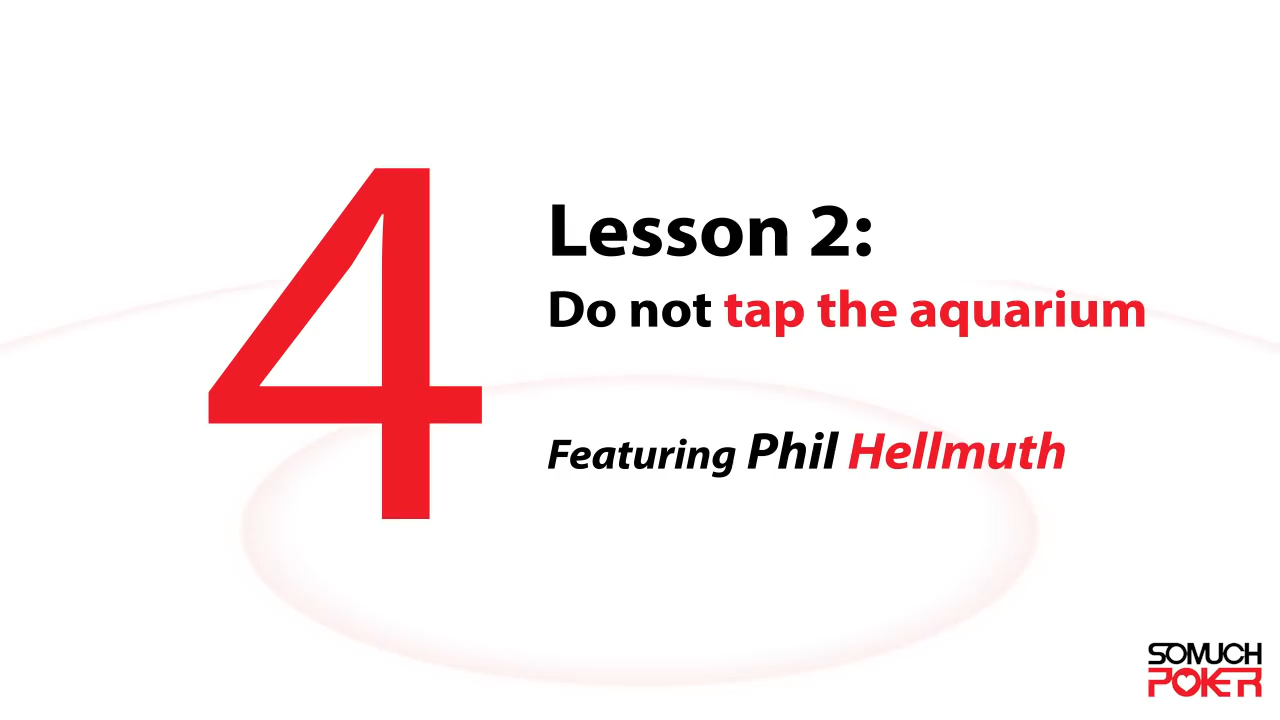 4
Lesson 2:
Do not tap the aquarium
Featuring Phil Hellmuth
SOMUCH
POKER